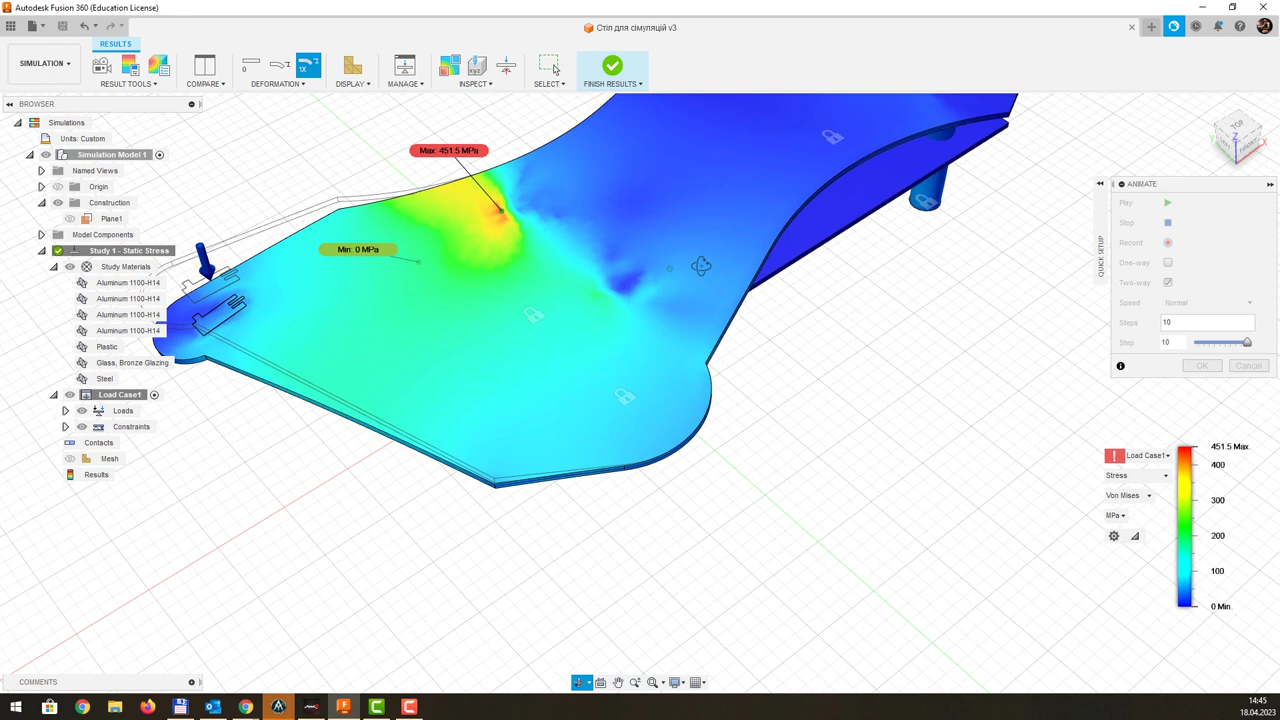 Autodesk Fusion 360 (Education License)
Стіл для сімуляцій v3
RESULTS
SIMULATION
1X
RESULT TOOLS
COMPARE
DEFORMATION
DISPLAY
MANAGE
INSPECT
SELECT
FINISH RESULTS
BROWSER
Simulations
Units: Custom
Simulation Model 1
Named Views
Origin
Construction
Plane1
Model Components
Study 1 - Static Stress
Study Materials
Aluminum 1100-H14
Aluminum 1100-H14
Aluminum 1100-H14
Aluminum 1100-H14
Plastic
Glass, Bronze Glazing
Steel
Load Case1
Loads
Constraints
Contacts
Mesh
Results
Max: 451.5 MPa
Min: 0 MPa
TOP
Z
X
QUICK SETUP
ANIMATE
Play
Stop
Record
One-way
Two-way
Speed Normal
Steps 10
Step 10
OK Cancel
Load Case1
Stress
Von Mises
MPa
451.5 Max.
400
300
200
100
0 Min.
COMMENTS
14:45
18.04.2023